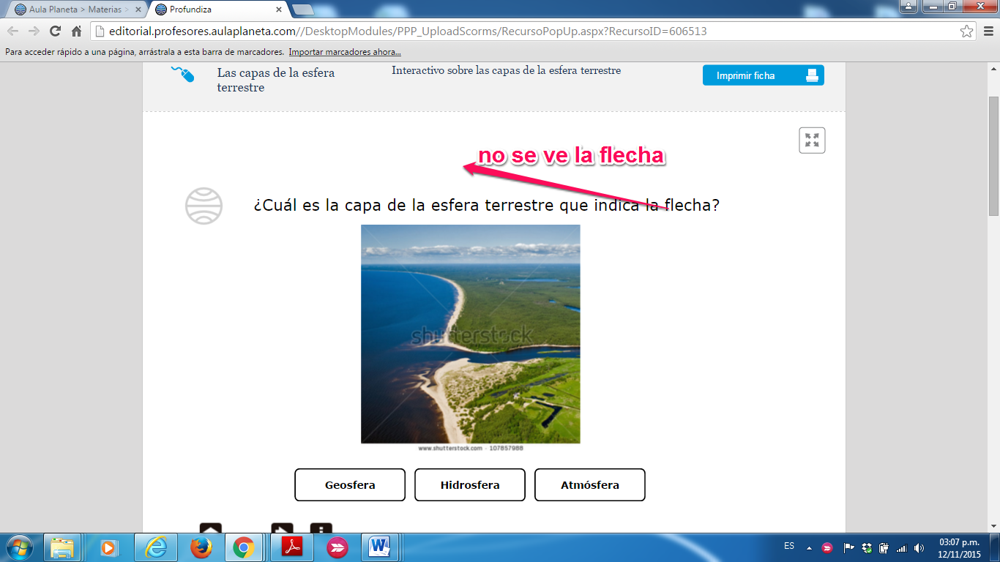 Aula Planeta > Materias >
Profundiza
editorial.profesores.aulaplaneta.com//DesktopModules/PPP_UploadScorms/RecursoPopUp.aspx?RecursoID=606513
Para acceder rápido a una página, arrástrala a esta barra de marcadores. Importar marcadores ahora...
Las capas de la esfera
terrestre
Interactivo sobre las capas de la esfera terrestre
Imprimir ficha
no se ve la flecha
¿Cuál es la capa de la esfera terrestre que indica la flecha?
shutterstock
www.shutterstock.com · 107857988
Geosfera
Hidrosfera
Atmósfera
ES
03:07 p.m.
12/11/2015